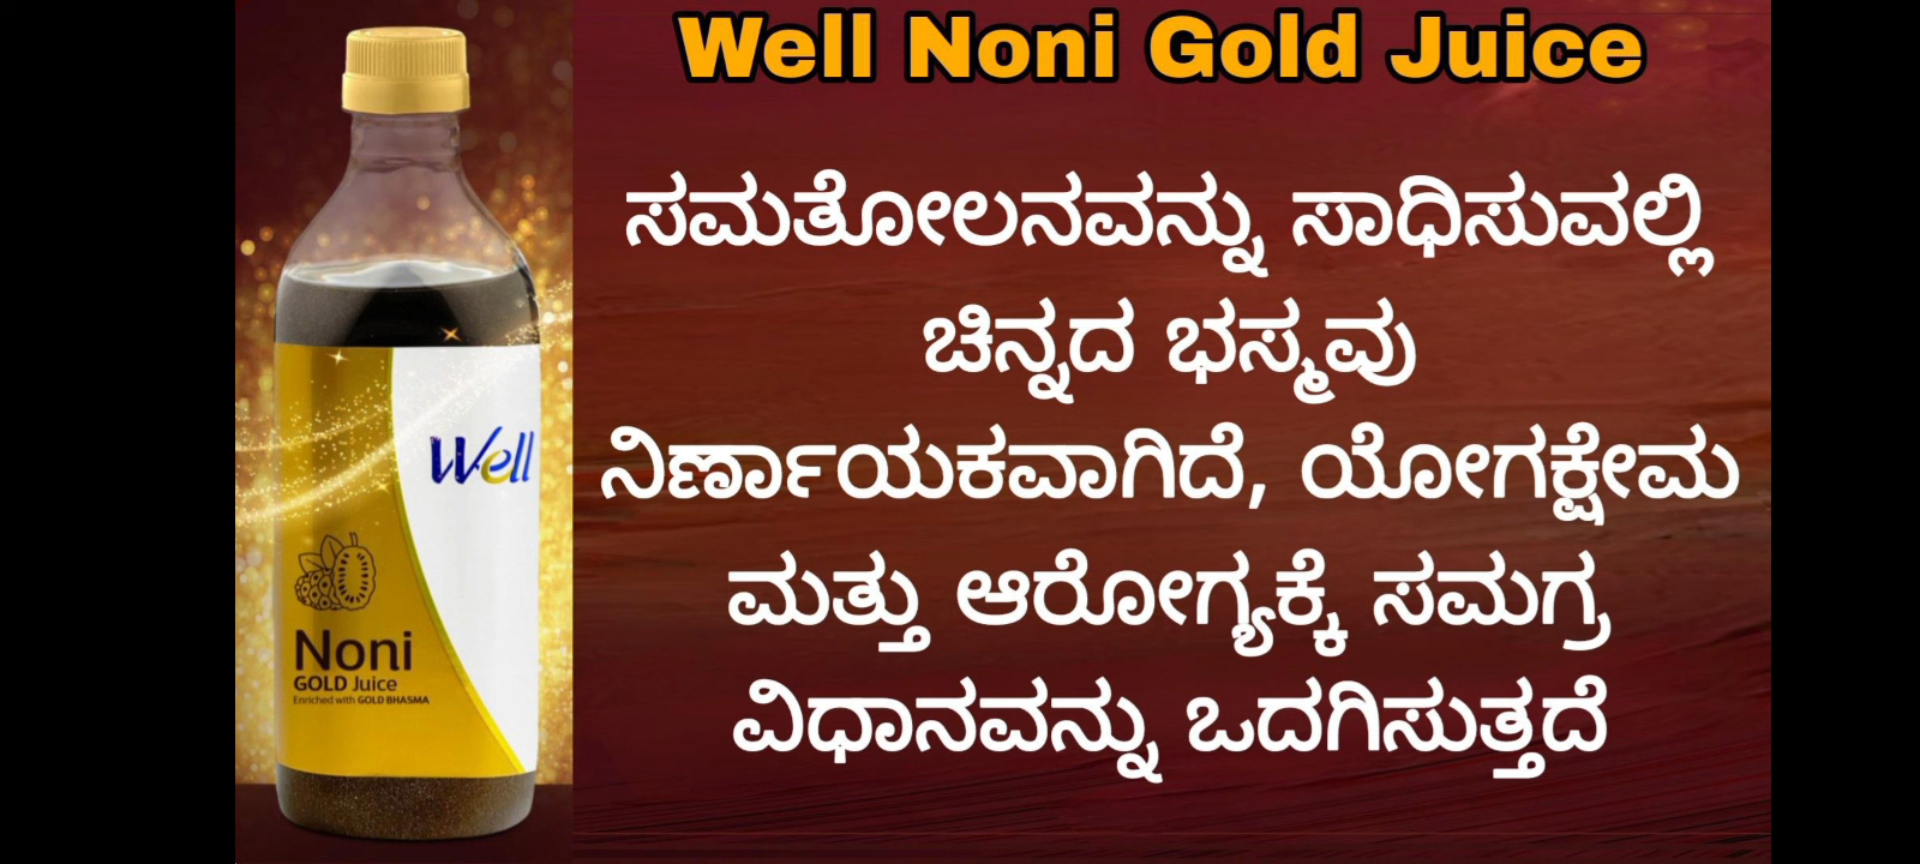 Well Noni Gold Juice
ಸಮತೋಲನವನ್ನು ಸಾಧಿಸುವಲ್ಲಿ
ಚಿನ್ನದ ಭಸ್ಮವು
ನಿರ್ಣಾಯಕವಾಗಿದೆ, ಯೋಗಕ್ಷೇಮ
ಮತ್ತು ಆರೋಗ್ಯಕ್ಕೆ ಸಮಗ್ರ
ವಿಧಾನವನ್ನು ಒದಗಿಸುತ್ತದೆ
Well
Noni
GOLD Juice
Enriched with GOLD BHASMA